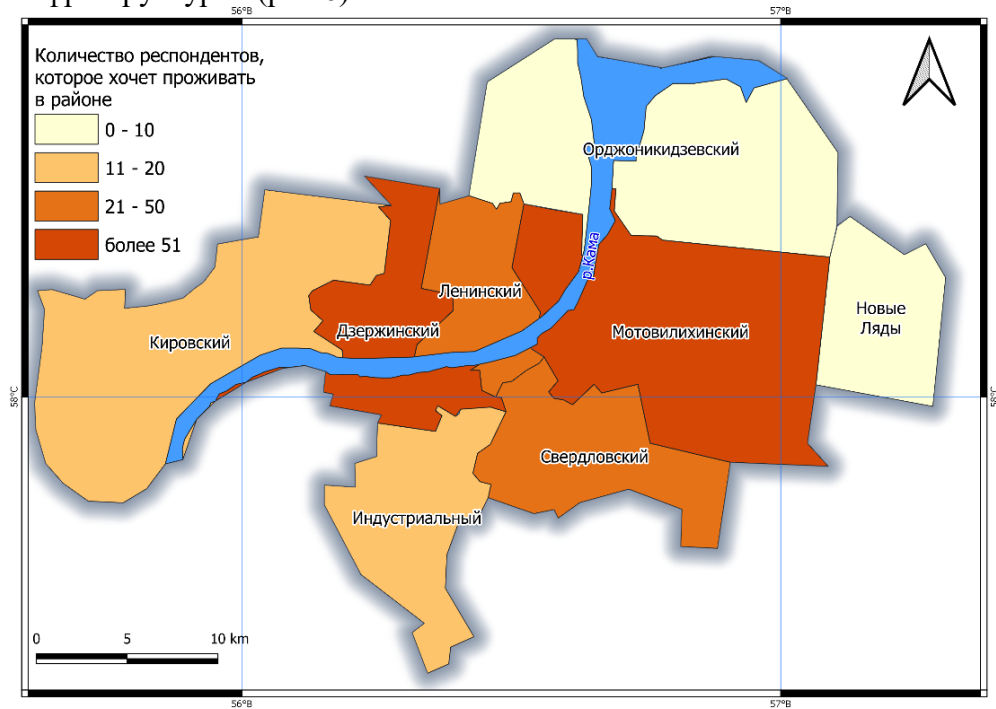 56°В
57°В
Количество респондентов,
которое хочет проживать
в районе
0 - 10
11 - 20
21 - 50
более 51
Орджоникидзевский
р.Кама
Ленинский
Новые
Ляды
Дзержинский
Мотовилихинский
Кировский
58°С
58°С
Свердловский
Индустриальный
0
5
10 km
56°В
57°В